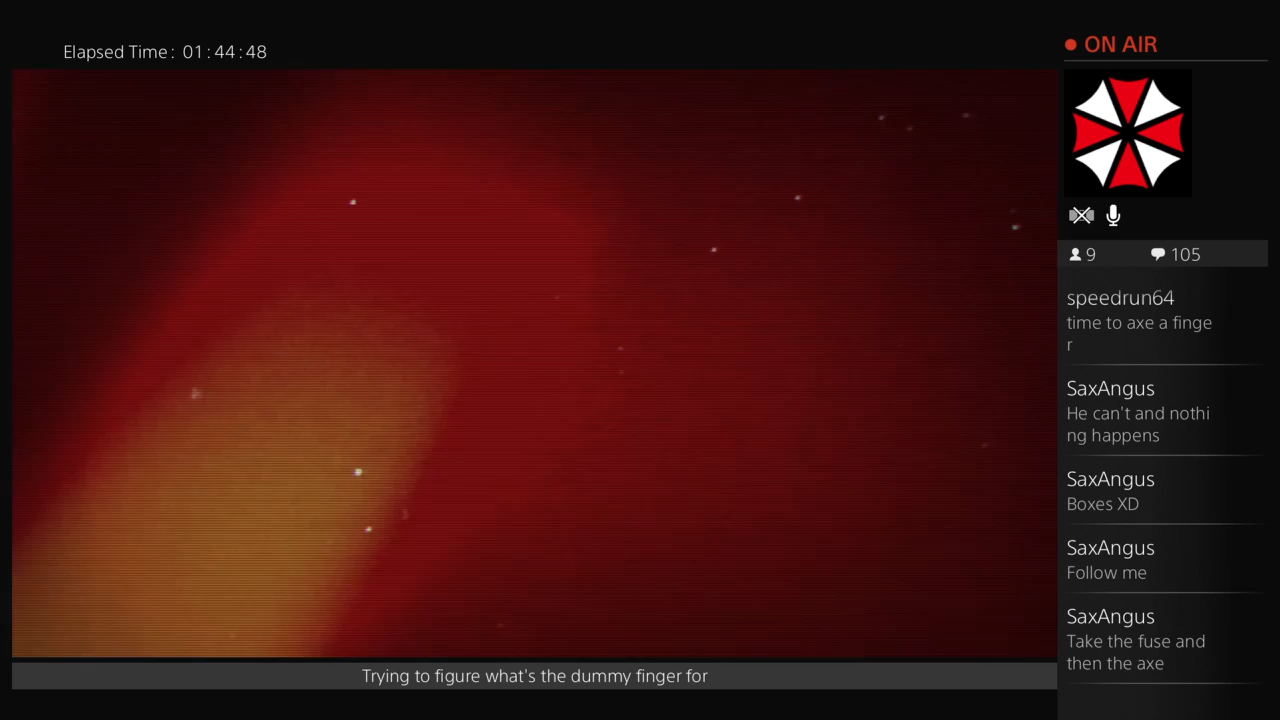 Elapsed Time: 01:44:48
ON AIR
9 105
speedrun64
time to axe a finge
r
SaxAngus
He can't and nothi
ng happens
SaxAngus
Boxes XD
SaxAngus
Follow me
SaxAngus
Take the fuse and
then the axe
Trying to figure what's the dummy finger for